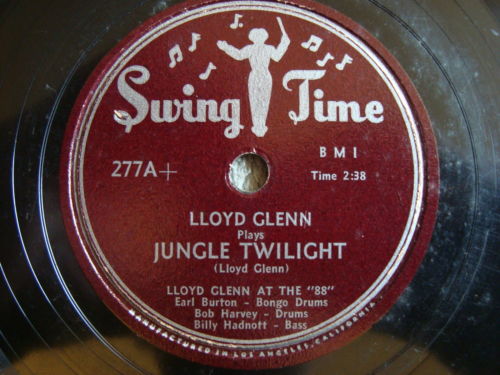 Swing Time
BMI
277A+
Time 2:38
LLOYD GLENN
Plays
JUNGLE TWILIGHT
(Lloyd Glenn)
LLOYD GLENN AT THE "88"
Earl Burton - Bongo Drums
Bob Harvey - Drums
Billy Hadnott - Bass
MANUFACTURED IN LOS ANGELES, CALIFORNIA.